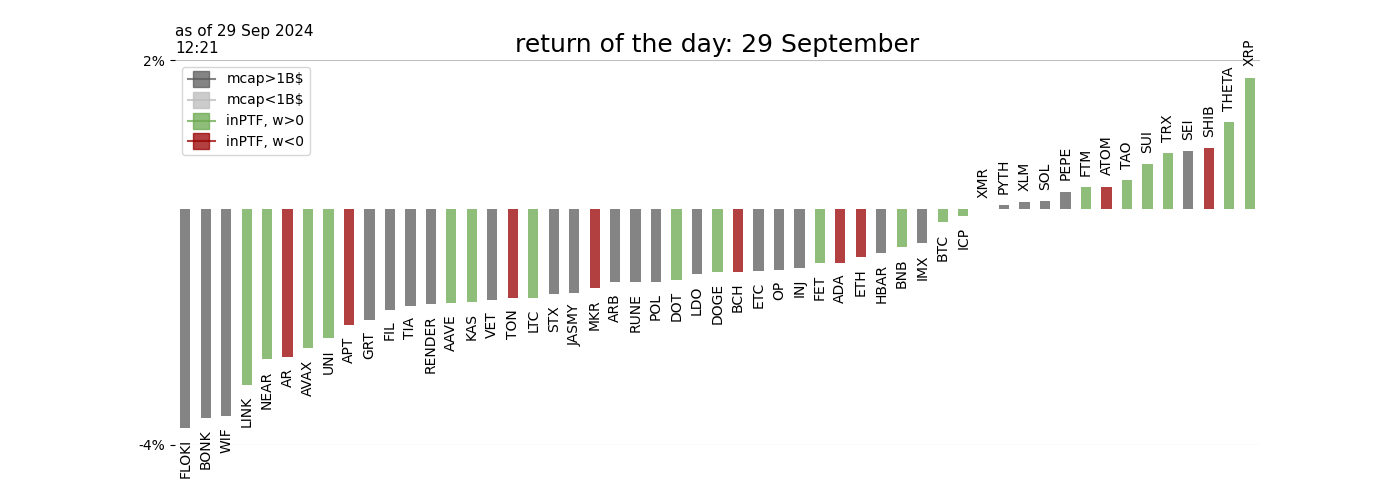 as of 29 Sep 2024
12:21
return of the day: 29 September
2%
mcap>1B$
mcap<1B$
inPTF, w>0
inPTF, w<0
-4%
FLOKI
BONK
WIF
LINK
NEAR
AR
AVAX
UNI
APT
GRT
FIL
TIA
RENDER
AAVE
KAS
VET
TON
LTC
STX
JASMY
MKR
ARB
RUNE
POL
DOT
LDO
DOGE
BCH
ETC
OP
INJ
FET
ADA
ETH
HBAR
BNB
IMX
BTC
ICP
XMR
PYTH
XLM
SOL
PEPE
FTM
ATOM
TAO
SUI
TRX
SEI
SHIB
THETA
XRP